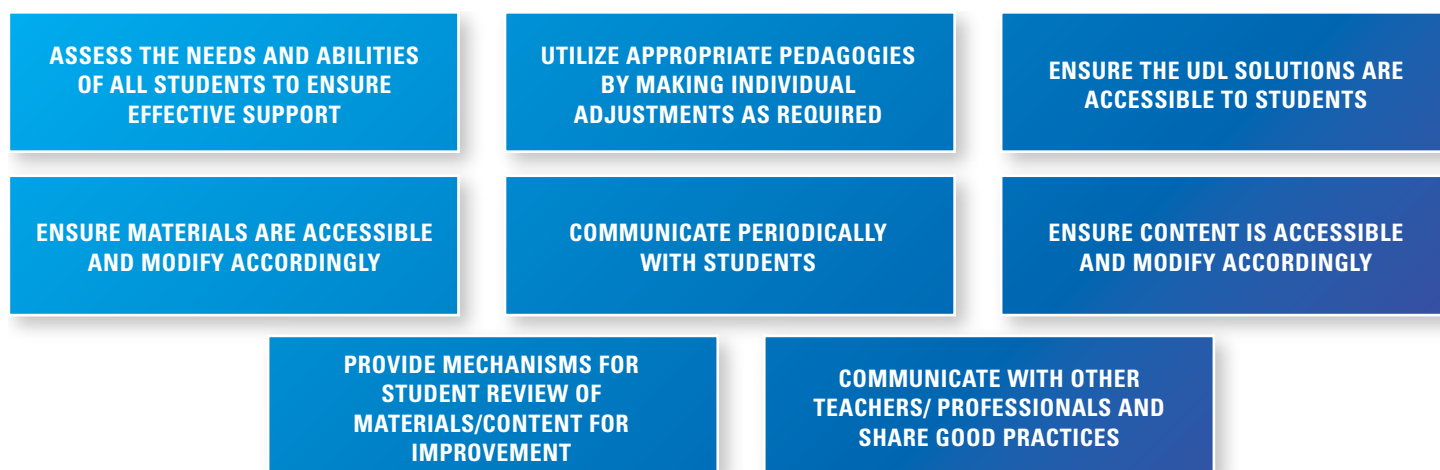 ASSESS THE NEEDS AND ABILITIES
OF ALL STUDENTS TO ENSURE
EFFECTIVE SUPPORT
UTILIZE APPROPRIATE PEDAGOGIES
BY MAKING INDIVIDUAL
ADJUSTMENTS AS REQUIRED
ENSURE THE UDL SOLUTIONS ARE
ACCESSIBLE TO STUDENTS
ENSURE MATERIALS ARE ACCESSIBLE
AND MODIFY ACCORDINGLY
COMMUNICATE PERIODICALLY
WITH STUDENTS
ENSURE CONTENT IS ACCESSIBLE
AND MODIFY ACCORDINGLY
PROVIDE MECHANISMS FOR
STUDENT REVIEW OF
MATERIALS/CONTENT FOR
IMPROVEMENT
COMMUNICATE WITH OTHER
TEACHERS/ PROFESSIONALS AND
SHARE GOOD PRACTICES